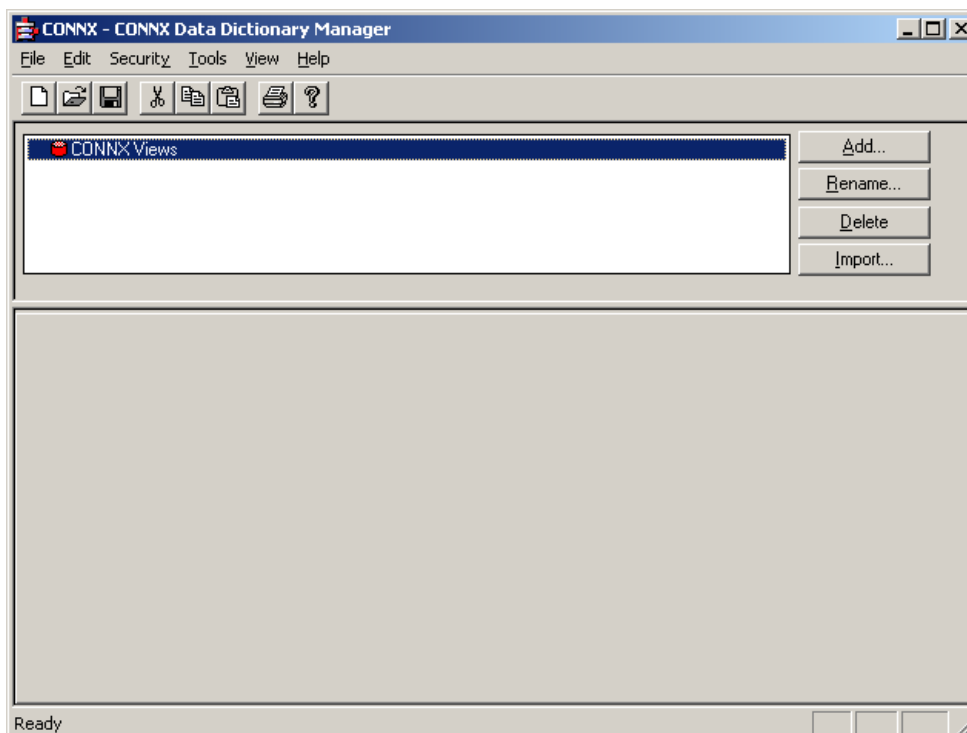 CONNX - CONNX Data Dictionary Manager
File Edit Security Tools View Help
CONNX Views
Add...
Rename...
Delete
Import...
Ready